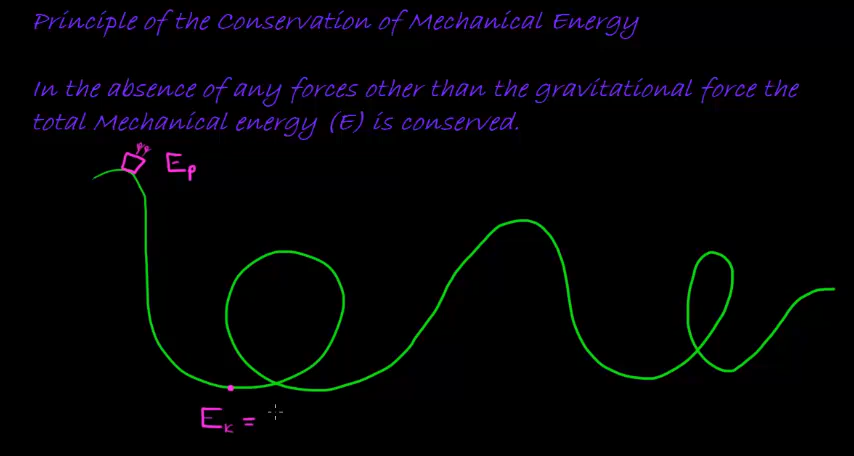 Principle of the Conservation of Mechanical Energy
In the absence of any forces other than the gravitational force the
total Mechanical energy (E) is conserved.
Ep
Eκ =